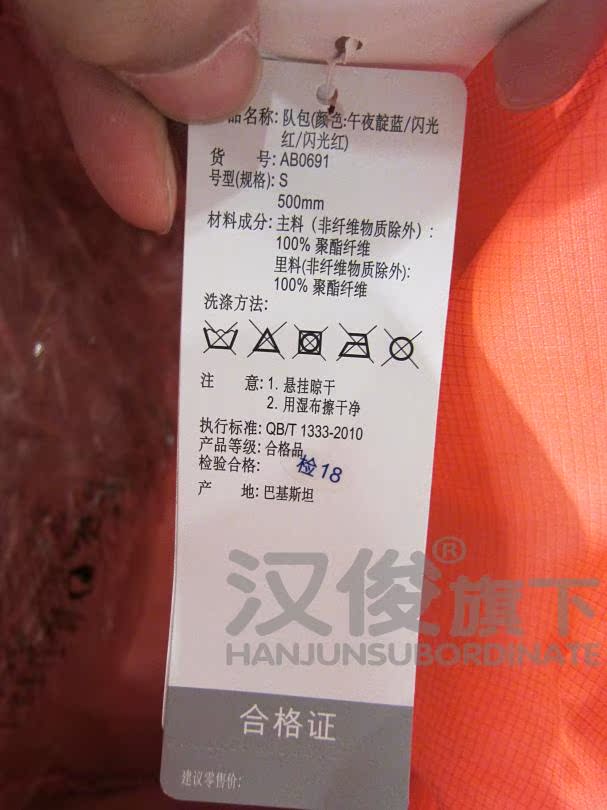 品名称: 队包(颜色:午夜靛蓝/闪光
红/闪光红)
货 号: AB0691
号型(规格): S
500mm
材料成分: 主料 (非纤维物质除外) :
100% 聚酯纤维
里料(非纤维物质除外):
100% 聚酯纤维
洗涤方法:
注 意: 1. 悬挂晾干
2. 用湿布擦干净
执行标准: QB/T 1333-2010
产品等级: 合格品
检验合格: 检18
产 地: 巴基斯坦
汉俊®旗下
HANJUNSUBORDINATE
合格证
建议零售价: